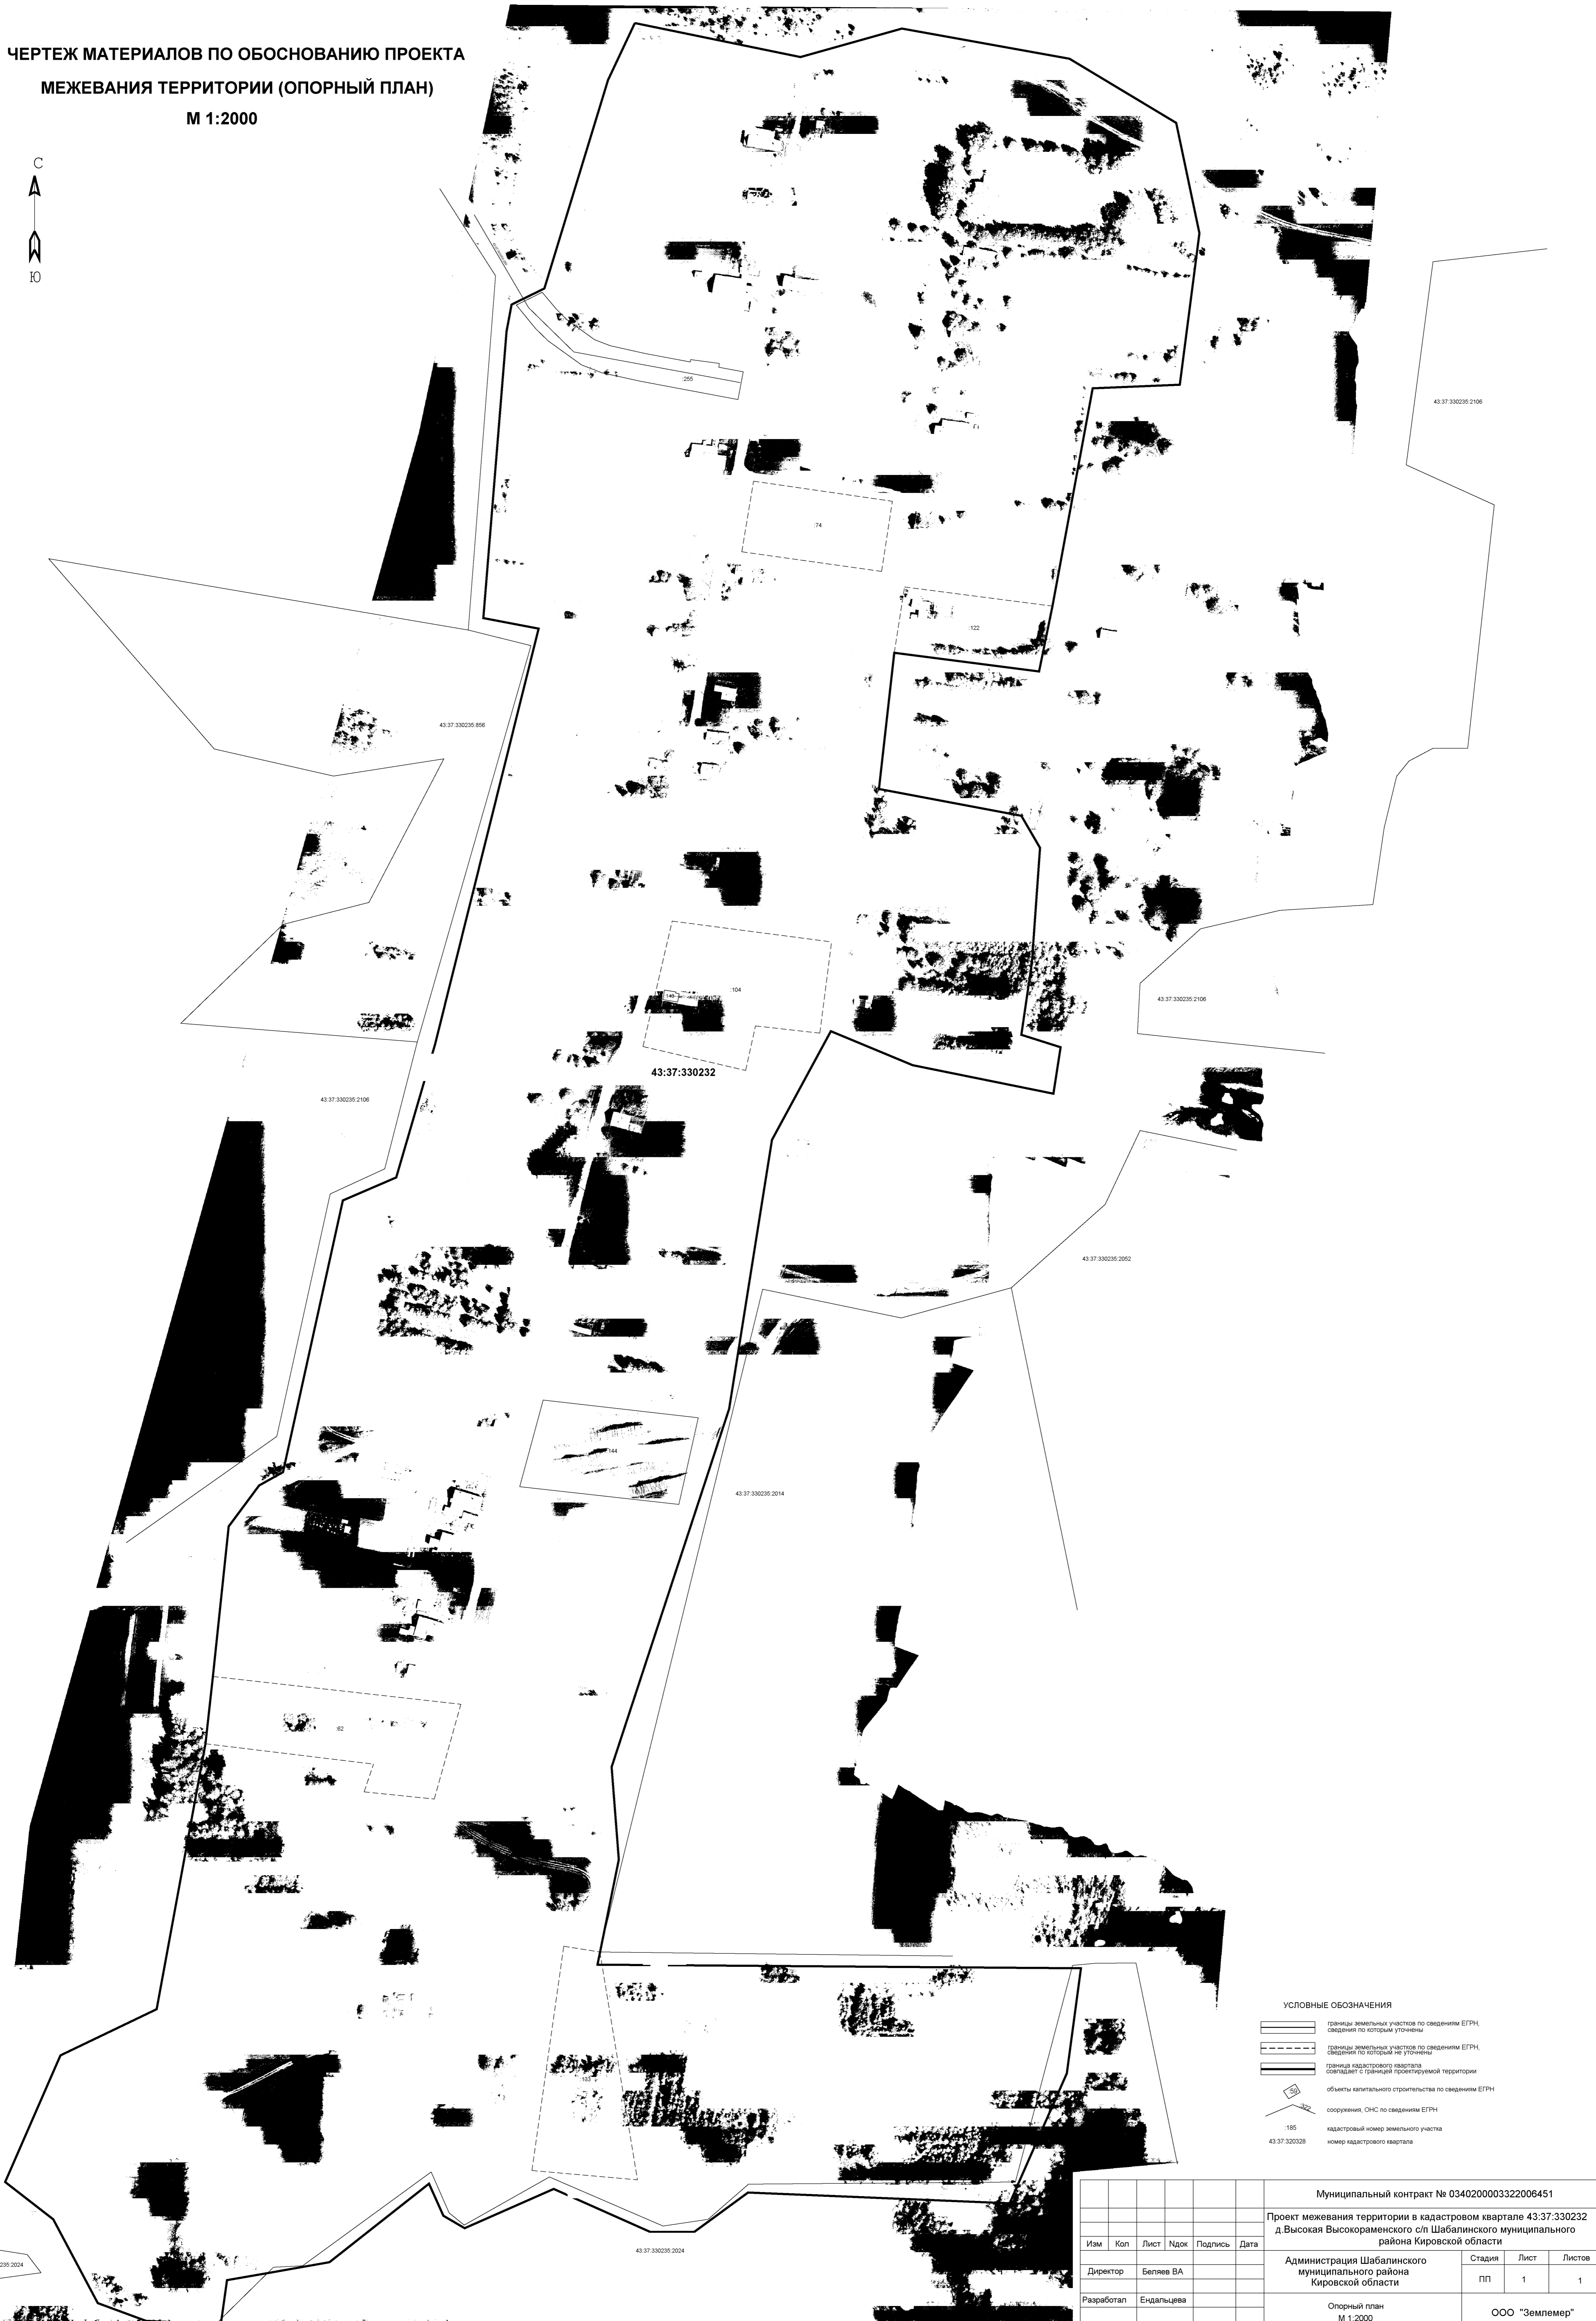 ЧЕРТЕЖ МАТЕРИАЛОВ ПО ОБОСНОВАНИЮ ПРОЕКТА
МЕЖЕВАНИЯ ТЕРРИТОРИИ (ОПОРНЫЙ ПЛАН)
М 1:2000
С
Ю
:255
43:37:330235:2106
:74
:122
43:37:330235:856
:104
:149
43:37:330235:2106
43:37:330232
43:37:330235:2106
43:37:330235:2052
:144
43:37:330235:2014
:62
:103
43:37:330235:2024
235:2024
УСЛОВНЫЕ ОБОЗНАЧЕНИЯ
границы земельных участков по сведениям ЕГРН,
сведения по которым уточнены
границы земельных участков по сведениям ЕГРН,
сведения по которым не уточнены
граница кадастрового квартала
совпадает с границей проектируемой территории
:59
объекты капитального строительства по сведениям ЕГРН
:322
сооружения, ОНС по сведениям ЕГРН
:185 кадастровый номер земельного участка
43:37:320328 номер кадастрового квартала
Муниципальный контракт № 0340200003322006451
Проект межевания территории в кадастровом квартале 43:37:330232
д.Высокая Высокораменского с/п Шабалинского муниципального
района Кировской области
Изм Кол Лист Nдок Подпись Дата
Администрация Шабалинского
муниципального района
Кировской области
Стадия Лист Листов
ПП 1 1
Директор Беляев ВА
Разработал Ендальцева
Опорный план
М 1:2000
ООО "Землемер"